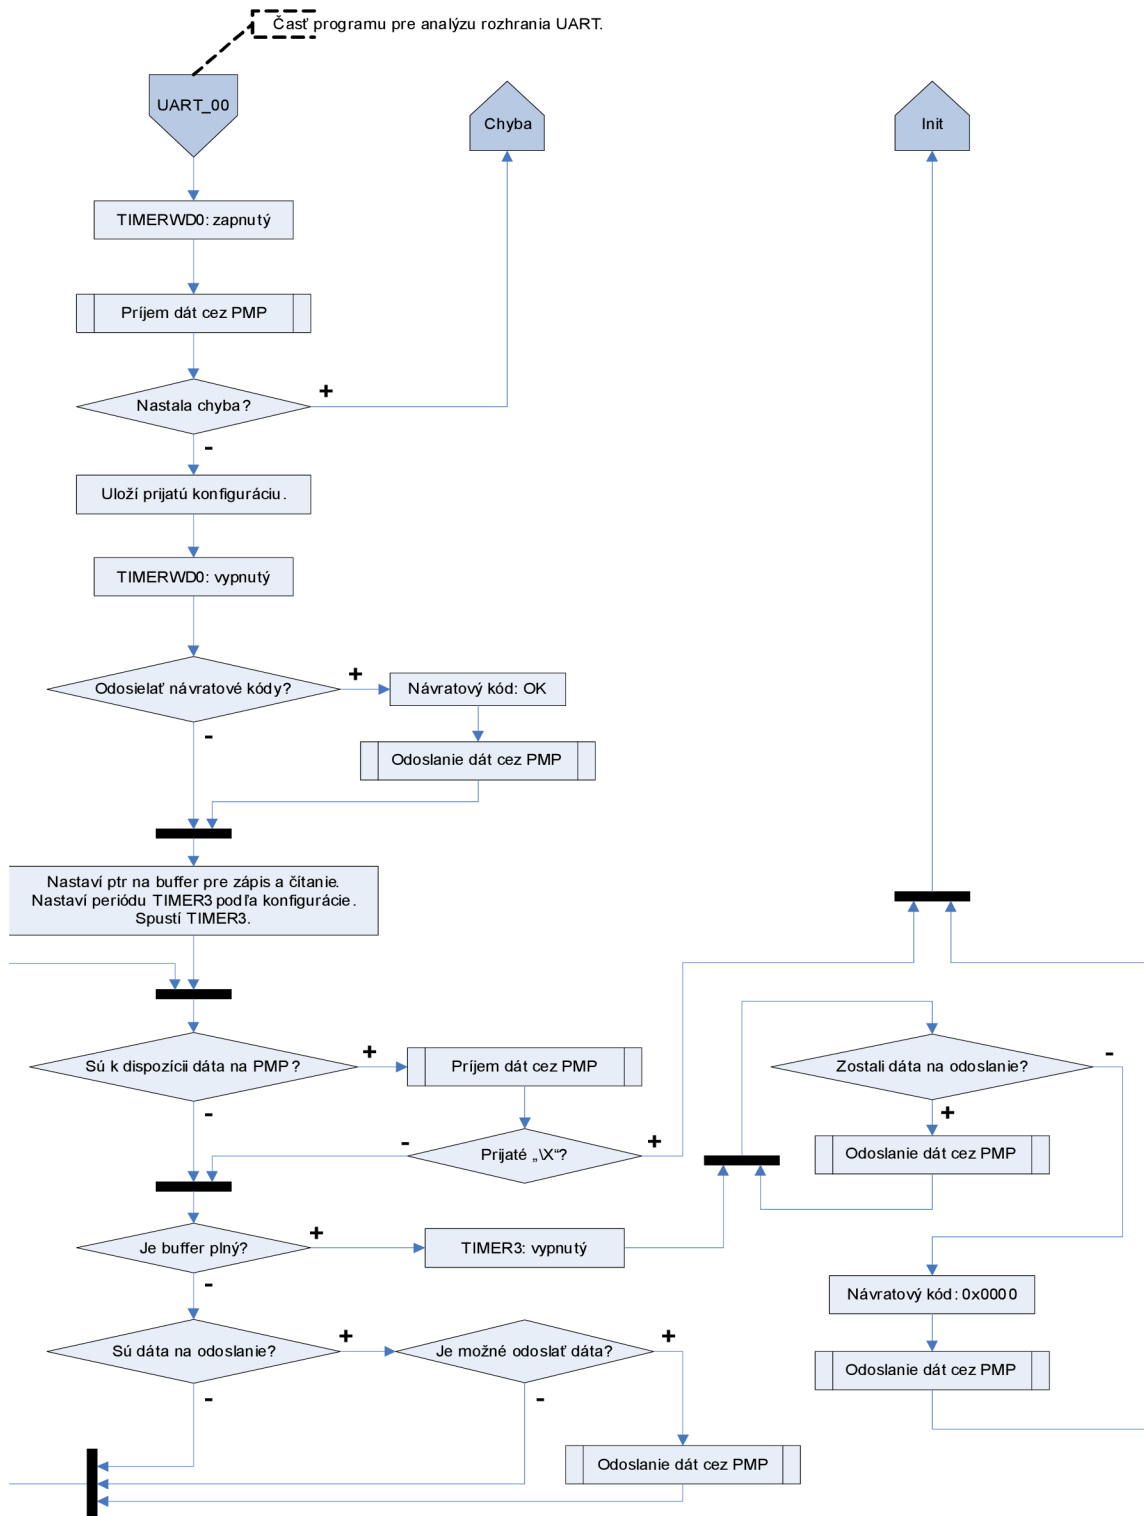 Časť programu pre analýzu rozhrania UART.
UART_00
Chyba
Init
TIMERWD0: zapnutý
Príjem dát cez PMP
Nastala chyba?
+
-
Uloží prijatú konfiguráciu.
TIMERWD0: vypnutý
Odosielať návratové kódy?
+
-
Návratový kód: OK
Odoslanie dát cez PMP
Nastaví ptr na buffer pre zápis a čítanie.
Nastaví periódu TIMER3 podľa konfigurácie.
Spustí TIMER3.
Sú k dispozícii dáta na PMP?
+
-
Príjem dát cez PMP
Prijaté „\X“?
-
+
Zostali dáta na odoslanie?
-
+
Odoslanie dát cez PMP
Je buffer plný?
+
-
TIMER3: vypnutý
Návratový kód: 0x0000
Odoslanie dát cez PMP
Sú dáta na odoslanie?
+
-
Je možné odoslať dáta?
+
-
Odoslanie dát cez PMP